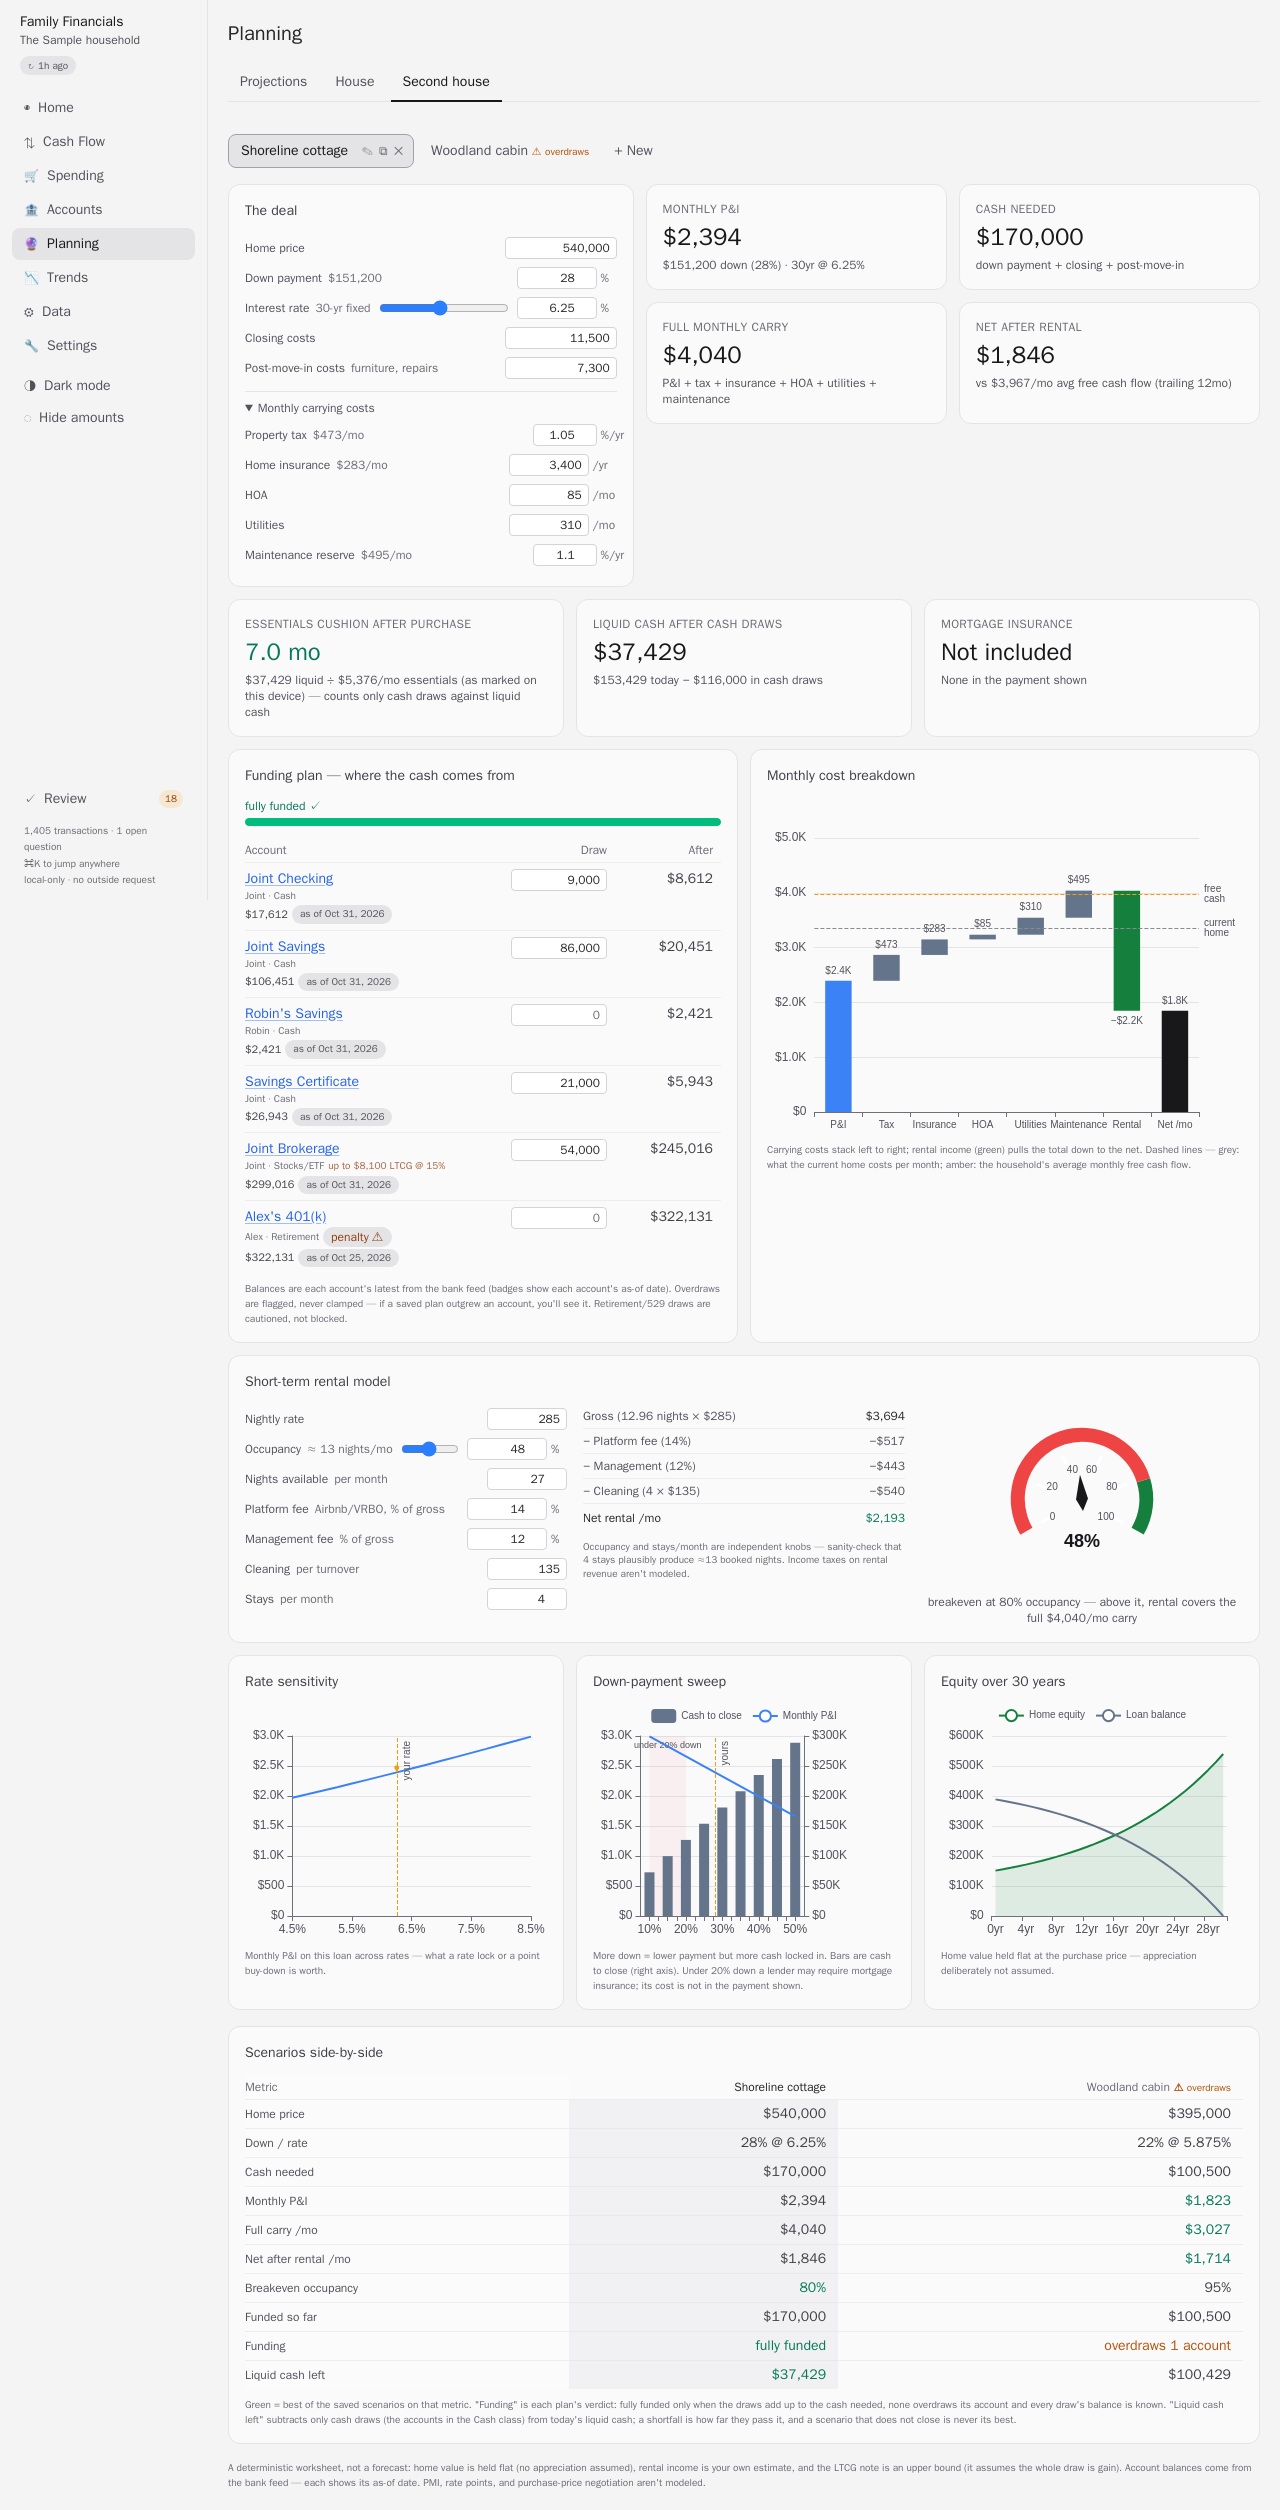 Family Financials
The Sample household
↻ 1h ago
Home
Cash Flow
Spending
Accounts
Planning
Trends
Data
Settings
Dark mode
Hide amounts
✓ Review 18
1,405 transactions · 1 open
question
⌘K to jump anywhere
local-only · no outside request
Planning
Projections House Second house
Shoreline cottage ✎ ⧉ ✕ Woodland cabin ⚠ overdraws + New
The deal
Home price 540,000
Down payment $151,200 28 %
Interest rate 30-yr fixed 6.25 %
Closing costs 11,500
Post-move-in costs furniture, repairs 7,300
▼ Monthly carrying costs
Property tax $473/mo 1.05 %/yr
Home insurance $283/mo 3,400 /yr
HOA 85 /mo
Utilities 310 /mo
Maintenance reserve $495/mo 1.1 %/yr
MONTHLY P&I
$2,394
$151,200 down (28%) · 30yr @ 6.25%
CASH NEEDED
$170,000
down payment + closing + post-move-in
FULL MONTHLY CARRY
$4,040
P&I + tax + insurance + HOA + utilities +
maintenance
NET AFTER RENTAL
$1,846
vs $3,967/mo avg free cash flow (trailing 12mo)
ESSENTIALS CUSHION AFTER PURCHASE
7.0 mo
$37,429 liquid ÷ $5,376/mo essentials (as marked on
this device) — counts only cash draws against liquid
cash
LIQUID CASH AFTER CASH DRAWS
$37,429
$153,429 today − $116,000 in cash draws
MORTGAGE INSURANCE
Not included
None in the payment shown
Funding plan — where the cash comes from
fully funded ✓
Account Draw After
Joint Checking 9,000 $8,612
Joint · Cash
$17,612 as of Oct 31, 2026
Joint Savings 86,000 $20,451
Joint · Cash
$106,451 as of Oct 31, 2026
Robin's Savings 0 $2,421
Robin · Cash
$2,421 as of Oct 31, 2026
Savings Certificate 21,000 $5,943
Joint · Cash
$26,943 as of Oct 31, 2026
Joint Brokerage 54,000 $245,016
Joint · Stocks/ETF up to $8,100 LTCG @ 15%
$299,016 as of Oct 31, 2026
Alex's 401(k) 0 $322,131
Alex · Retirement penalty ⚠
$322,131 as of Oct 25, 2026
Balances are each account's latest from the bank feed (badges show each account's as-of date). Overdraws
are flagged, never clamped — if a saved plan outgrew an account, you'll see it. Retirement/529 draws are
cautioned, not blocked.
Monthly cost breakdown
$5.0K
$4.0K
$3.0K
$2.0K
$1.0K
$0
$2.4K
$473
$283
$85
$310
$495
−$2.2K
$1.8K
free
cash
current
home
P&I Tax Insurance HOA Utilities Maintenance Rental Net /mo
Carrying costs stack left to right; rental income (green) pulls the total down to the net. Dashed lines — grey:
what the current home costs per month; amber: the household's average monthly free cash flow.
Short-term rental model
Nightly rate 285
Occupancy ≈ 13 nights/mo 48 %
Nights available per month 27
Platform fee Airbnb/VRBO, % of gross 14 %
Management fee % of gross 12 %
Cleaning per turnover 135
Stays per month 4
Gross (12.96 nights × $285) $3,694
− Platform fee (14%) −$517
− Management (12%) −$443
− Cleaning (4 × $135) −$540
Net rental /mo $2,193
Occupancy and stays/month are independent knobs — sanity-check that
4 stays plausibly produce ≈13 booked nights. Income taxes on rental
revenue aren't modeled.
0 20 40 60 80 100
48%
breakeven at 80% occupancy — above it, rental covers the
full $4,040/mo carry
Rate sensitivity
$3.0K
$2.5K
$2.0K
$1.5K
$1.0K
$500
$0
your rate
4.5% 5.5% 6.5% 7.5% 8.5%
Monthly P&I on this loan across rates — what a rate lock or a point
buy-down is worth.
Down-payment sweep
Cash to close Monthly P&I
$3.0K $300K
under 20% down
yours
$2.5K $250K
$2.0K $200K
$1.5K $150K
$1.0K $100K
$500 $50K
$0 $0
10% 20% 30% 40% 50%
More down = lower payment but more cash locked in. Bars are cash
to close (right axis). Under 20% down a lender may require mortgage
insurance; its cost is not in the payment shown.
Equity over 30 years
Home equity Loan balance
$600K
$500K
$400K
$300K
$200K
$100K
$0
0yr 4yr 8yr 12yr 16yr 20yr 24yr 28yr
Home value held flat at the purchase price — appreciation
deliberately not assumed.
Scenarios side-by-side
Metric Shoreline cottage Woodland cabin ⚠ overdraws
Home price $540,000 $395,000
Down / rate 28% @ 6.25% 22% @ 5.875%
Cash needed $170,000 $100,500
Monthly P&I $2,394 $1,823
Full carry /mo $4,040 $3,027
Net after rental /mo $1,846 $1,714
Breakeven occupancy 80% 95%
Funded so far $170,000 $100,500
Funding fully funded overdraws 1 account
Liquid cash left $37,429 $100,429
Green = best of the saved scenarios on that metric. "Funding" is each plan's verdict: fully funded only when the draws add up to the cash needed, none overdraws its account and every draw's balance is known. "Liquid cash
left" subtracts only cash draws (the accounts in the Cash class) from today's liquid cash; a shortfall is how far they pass it, and a scenario that does not close is never its best.
A deterministic worksheet, not a forecast: home value is held flat (no appreciation assumed), rental income is your own estimate, and the LTCG note is an upper bound (it assumes the whole draw is gain). Account balances come from
the bank feed — each shows its as-of date. PMI, rate points, and purchase-price negotiation aren't modeled.